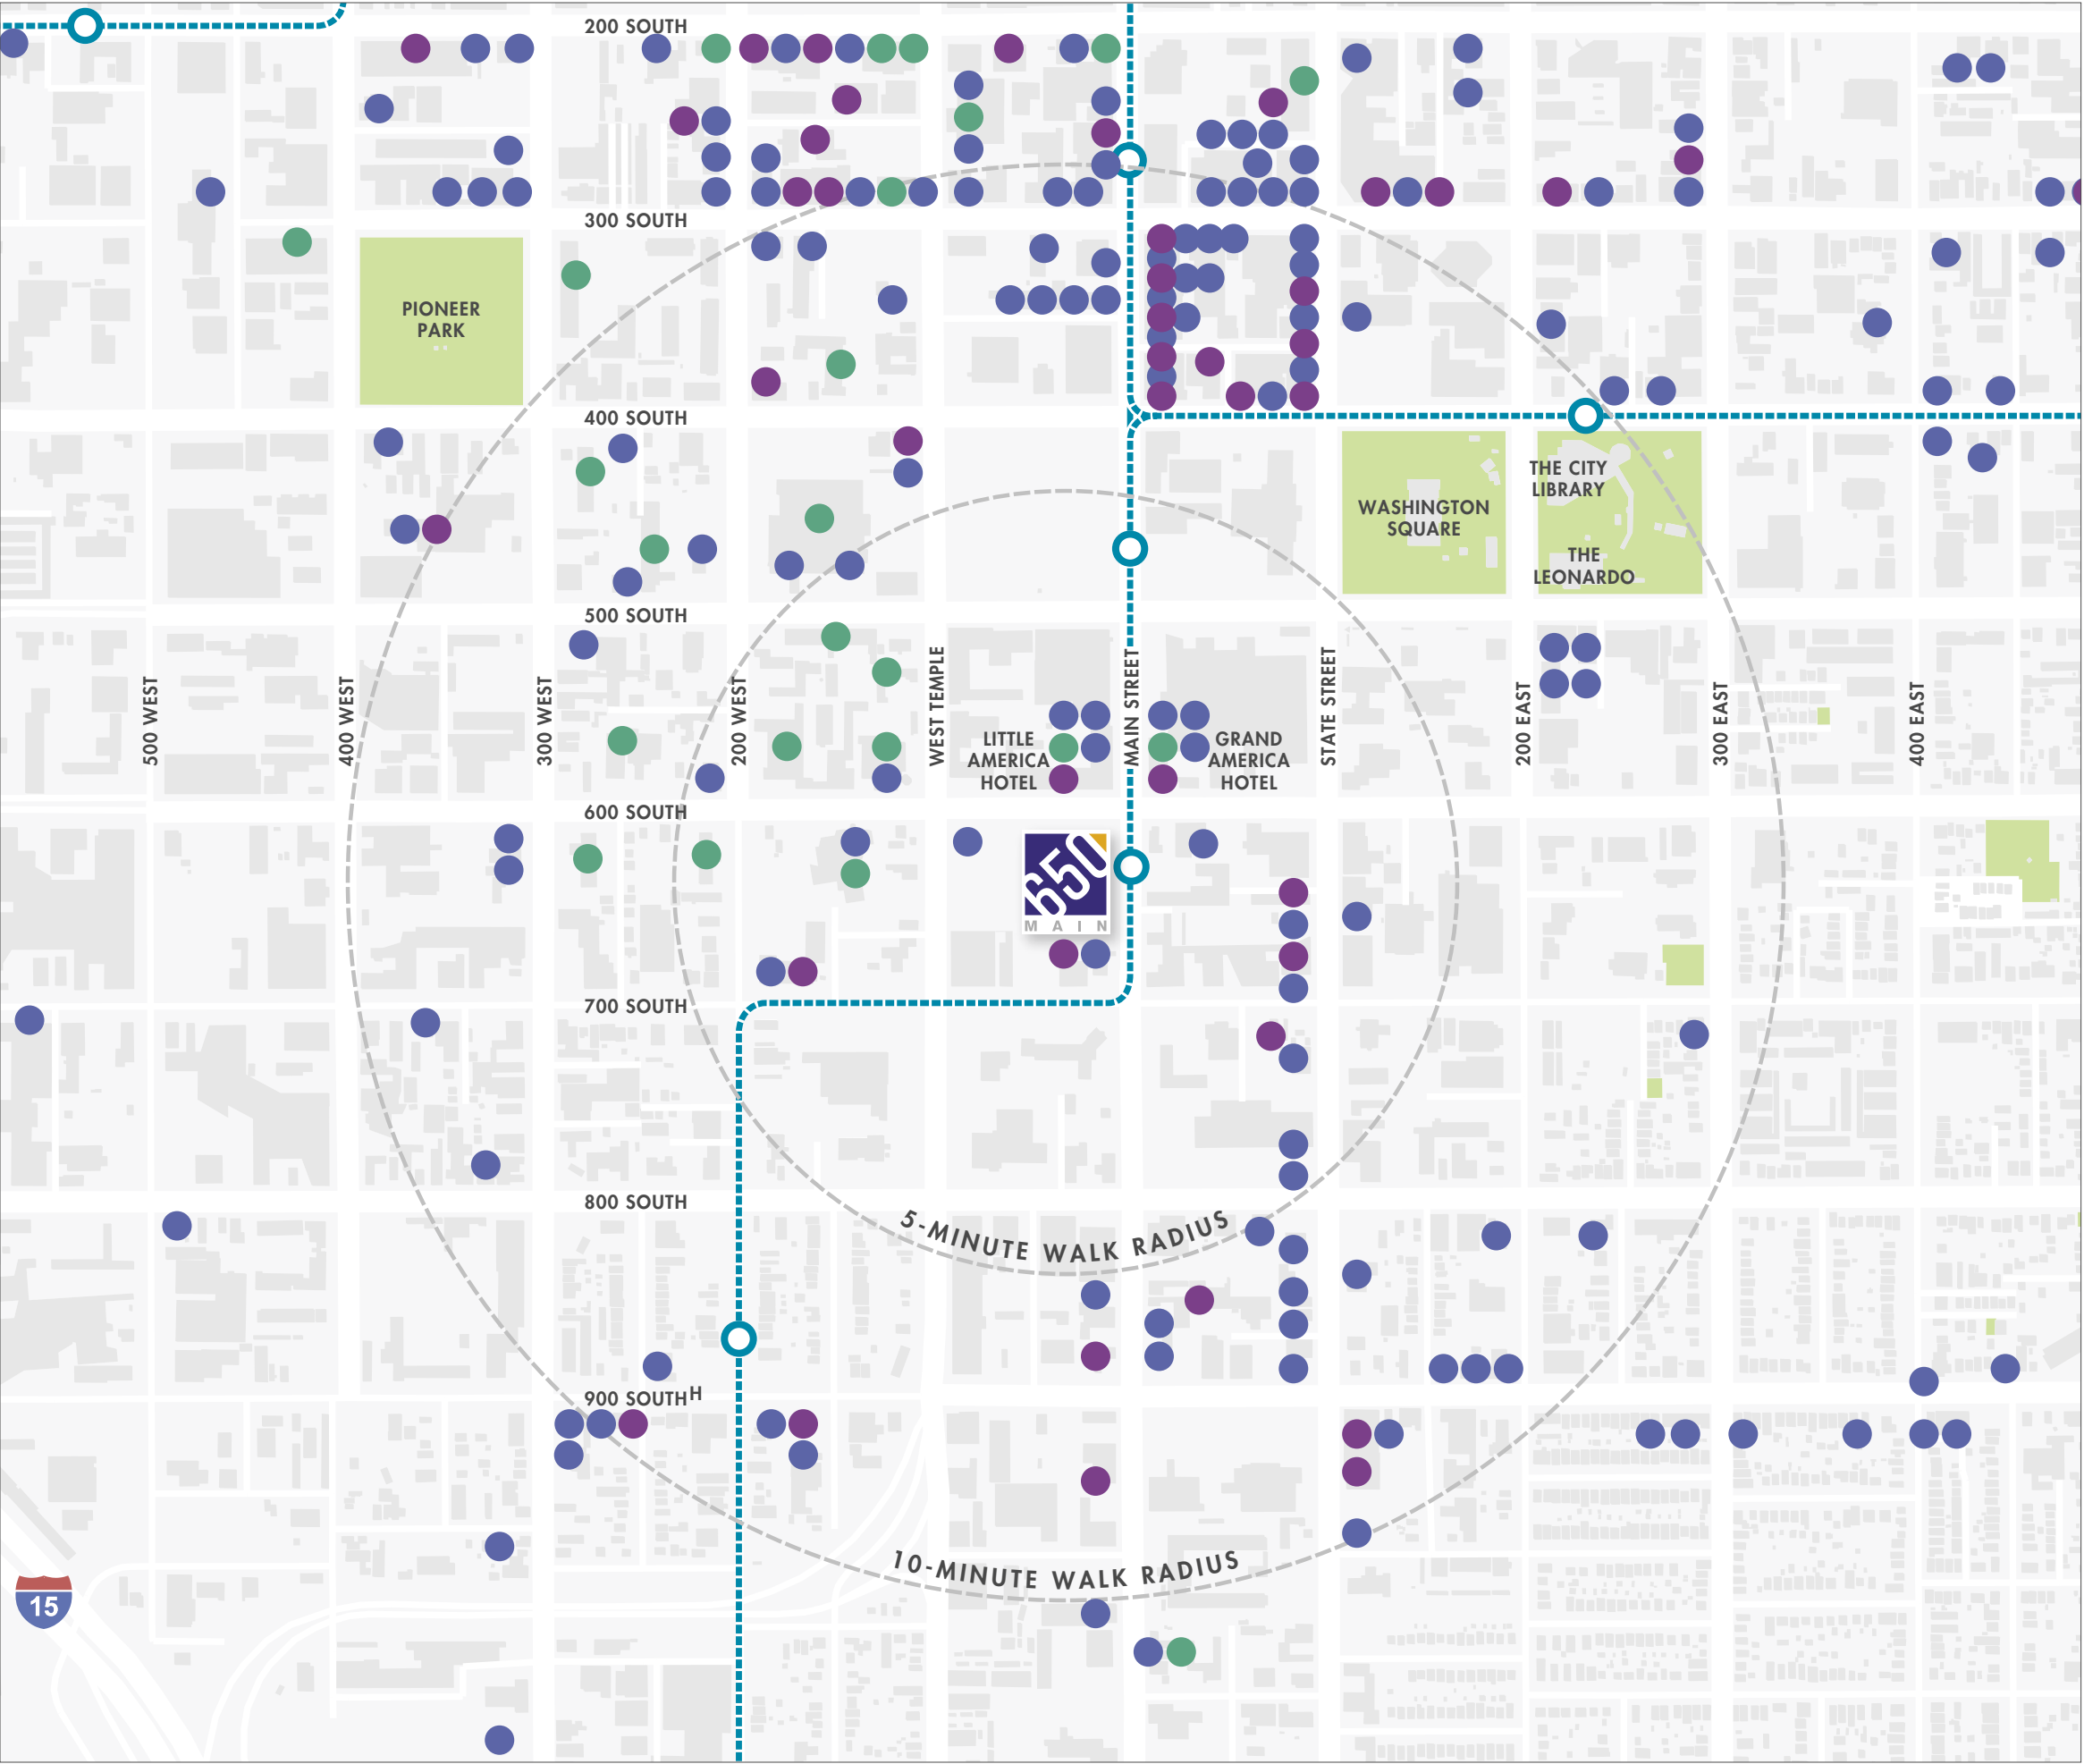 200 SOUTH
300 SOUTH
PIONEER
PARK
400 SOUTH
THE CITY
LIBRARY
WASHINGTON
SQUARE
THE
LEONARDO
500 SOUTH
500 WEST
400 WEST
300 WEST
200 WEST
WEST TEMPLE
MAIN STREET
STATE STREET
200 EAST
300 EAST
400 EAST
LITTLE
AMERICA
HOTEL
GRAND
AMERICA
HOTEL
600 SOUTH
650
MAIN
700 SOUTH
800 SOUTH
5-MINUTE WALK RADIUS
900 SOUTHH
10-MINUTE WALK RADIUS
15